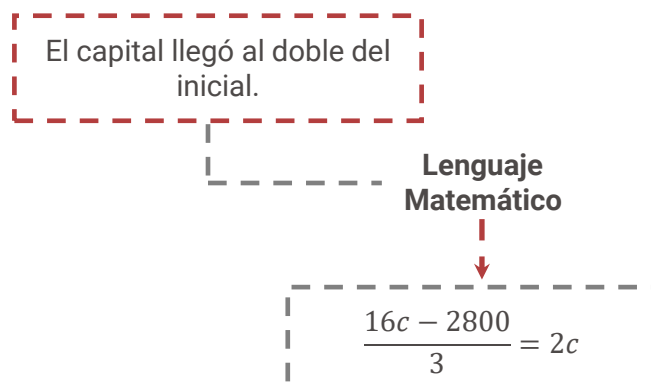 El capital llegó al doble del
inicial.
Lenguaje
Matemático
16c − 2800
3
= 2c